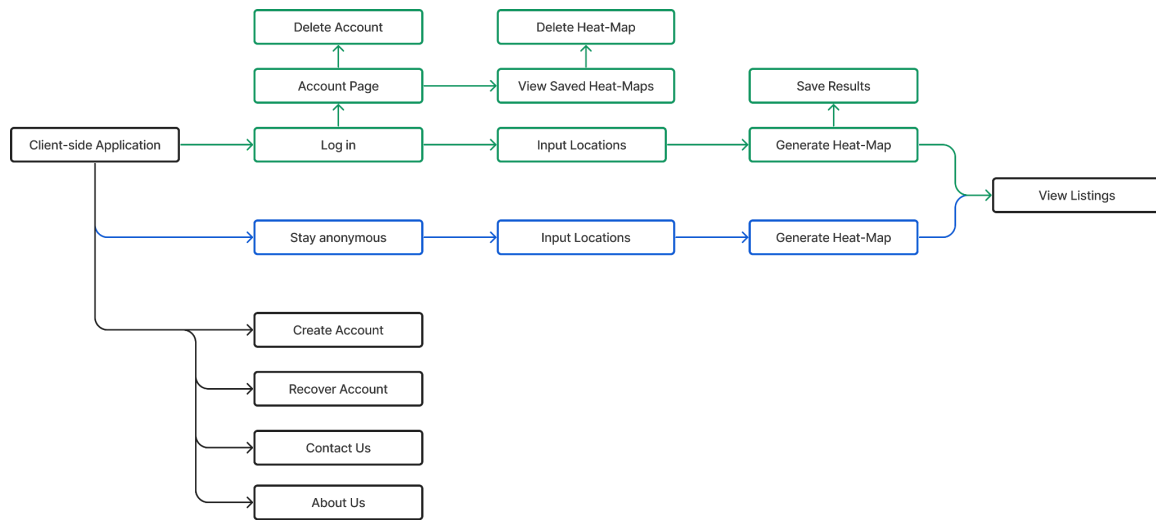 Delete Account
Delete Heat-Map
Account Page
View Saved Heat-Maps
Save Results
Client-side Application
Log in
Input Locations
Generate Heat-Map
View Listings
Stay anonymous
Input Locations
Generate Heat-Map
Create Account
Recover Account
Contact Us
About Us